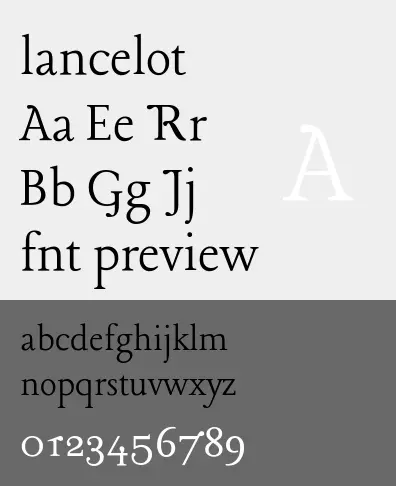 lancelot
Aa Ee Rr
A
Bb Gg Jj
fnt preview
abcdefghijklm
nopqrstuvwxyz
0123456789